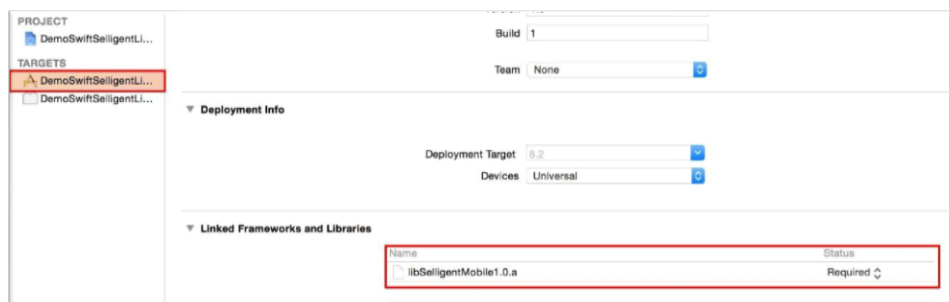 PROJECT
DemoSwiftSelligentLi...
TARGETS
DemoSwiftSelligentLi...
DemoSwiftSelligentLi...
Build 1
Team None
Deployment Info
Deployment Target 8.2
Devices Universal
Linked Frameworks and Libraries
Name Status
libSelligentMobile1.0.a Required